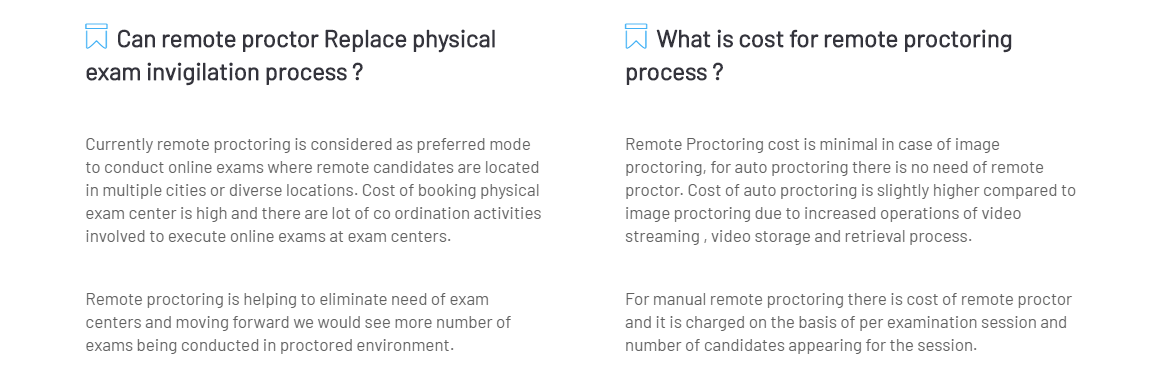 Can remote proctor Replace physical
exam invigilation process ?
Currently remote proctoring is considered as preferred mode
to conduct online exams where remote candidates are located
in multiple cities or diverse locations. Cost of booking physical
exam center is high and there are lot of co ordination activities
involved to execute online exams at exam centers.
Remote proctoring is helping to eliminate need of exam
centers and moving forward we would see more number of
exams being conducted in proctored environment.
What is cost for remote proctoring
process ?
Remote Proctoring cost is minimal in case of image
proctoring, for auto proctoring there is no need of remote
proctor. Cost of auto proctoring is slightly higher compared to
image proctoring due to increased operations of video
streaming , video storage and retrieval process.
For manual remote proctoring there is cost of remote proctor
and it is charged on the basis of per examination session and
number of candidates appearing for the session.